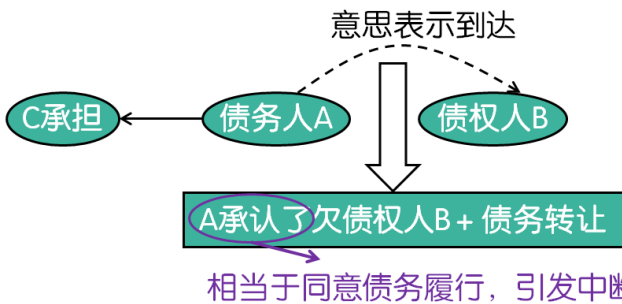 意思表示到达
C承担
债务人A
债权人B
A承认了欠债权人B+债务转让
相当于同意债务履行，引发中断